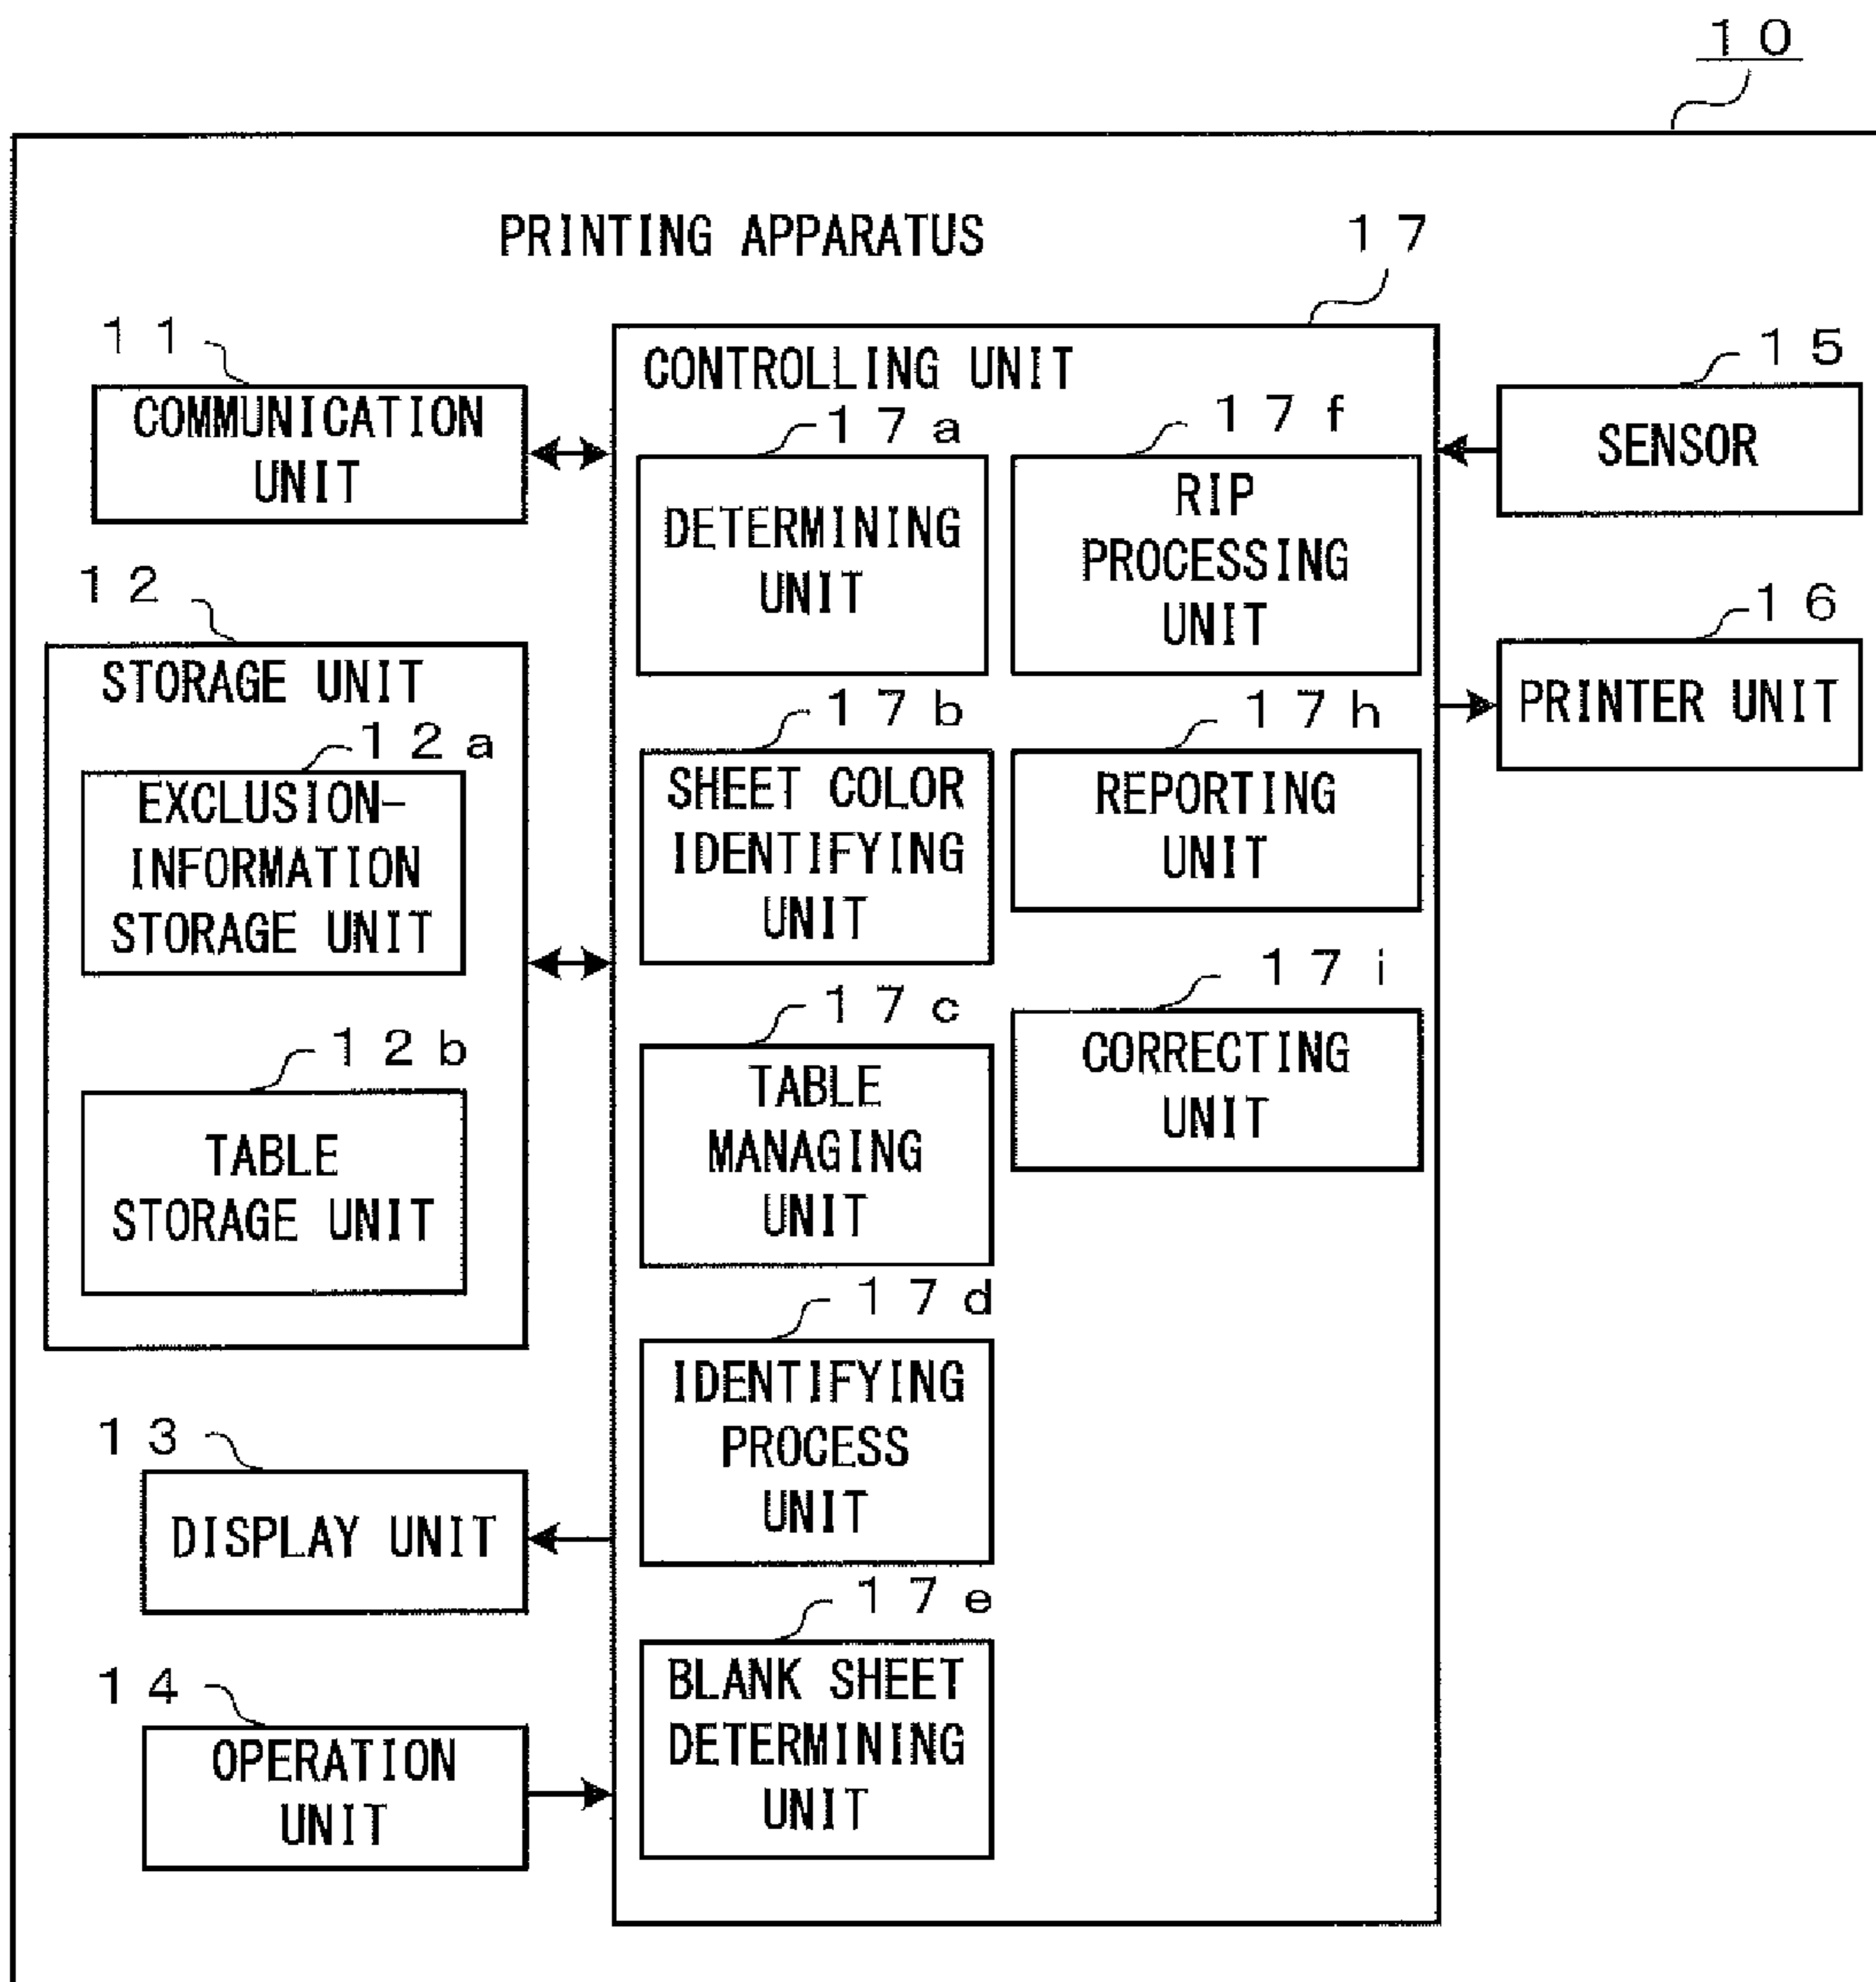 10
PRINTING APPARATUS
17
11
COMMUNICATION
UNIT
12
STORAGE UNIT
12a
EXCLUSION-
INFORMATION
STORAGE UNIT
12b
TABLE
STORAGE UNIT
13
DISPLAY UNIT
14
OPERATION
UNIT
CONTROLLING UNIT
17a
DETERMINING
UNIT
17b
SHEET COLOR
IDENTIFYING
UNIT
17c
TABLE
MANAGING
UNIT
17d
IDENTIFYING
PROCESS
UNIT
17e
BLANK SHEET
DETERMINING
UNIT
17f
RIP
PROCESSING
UNIT
17h
REPORTING
UNIT
17i
CORRECTING
UNIT
15
SENSOR
16
PRINTER UNIT